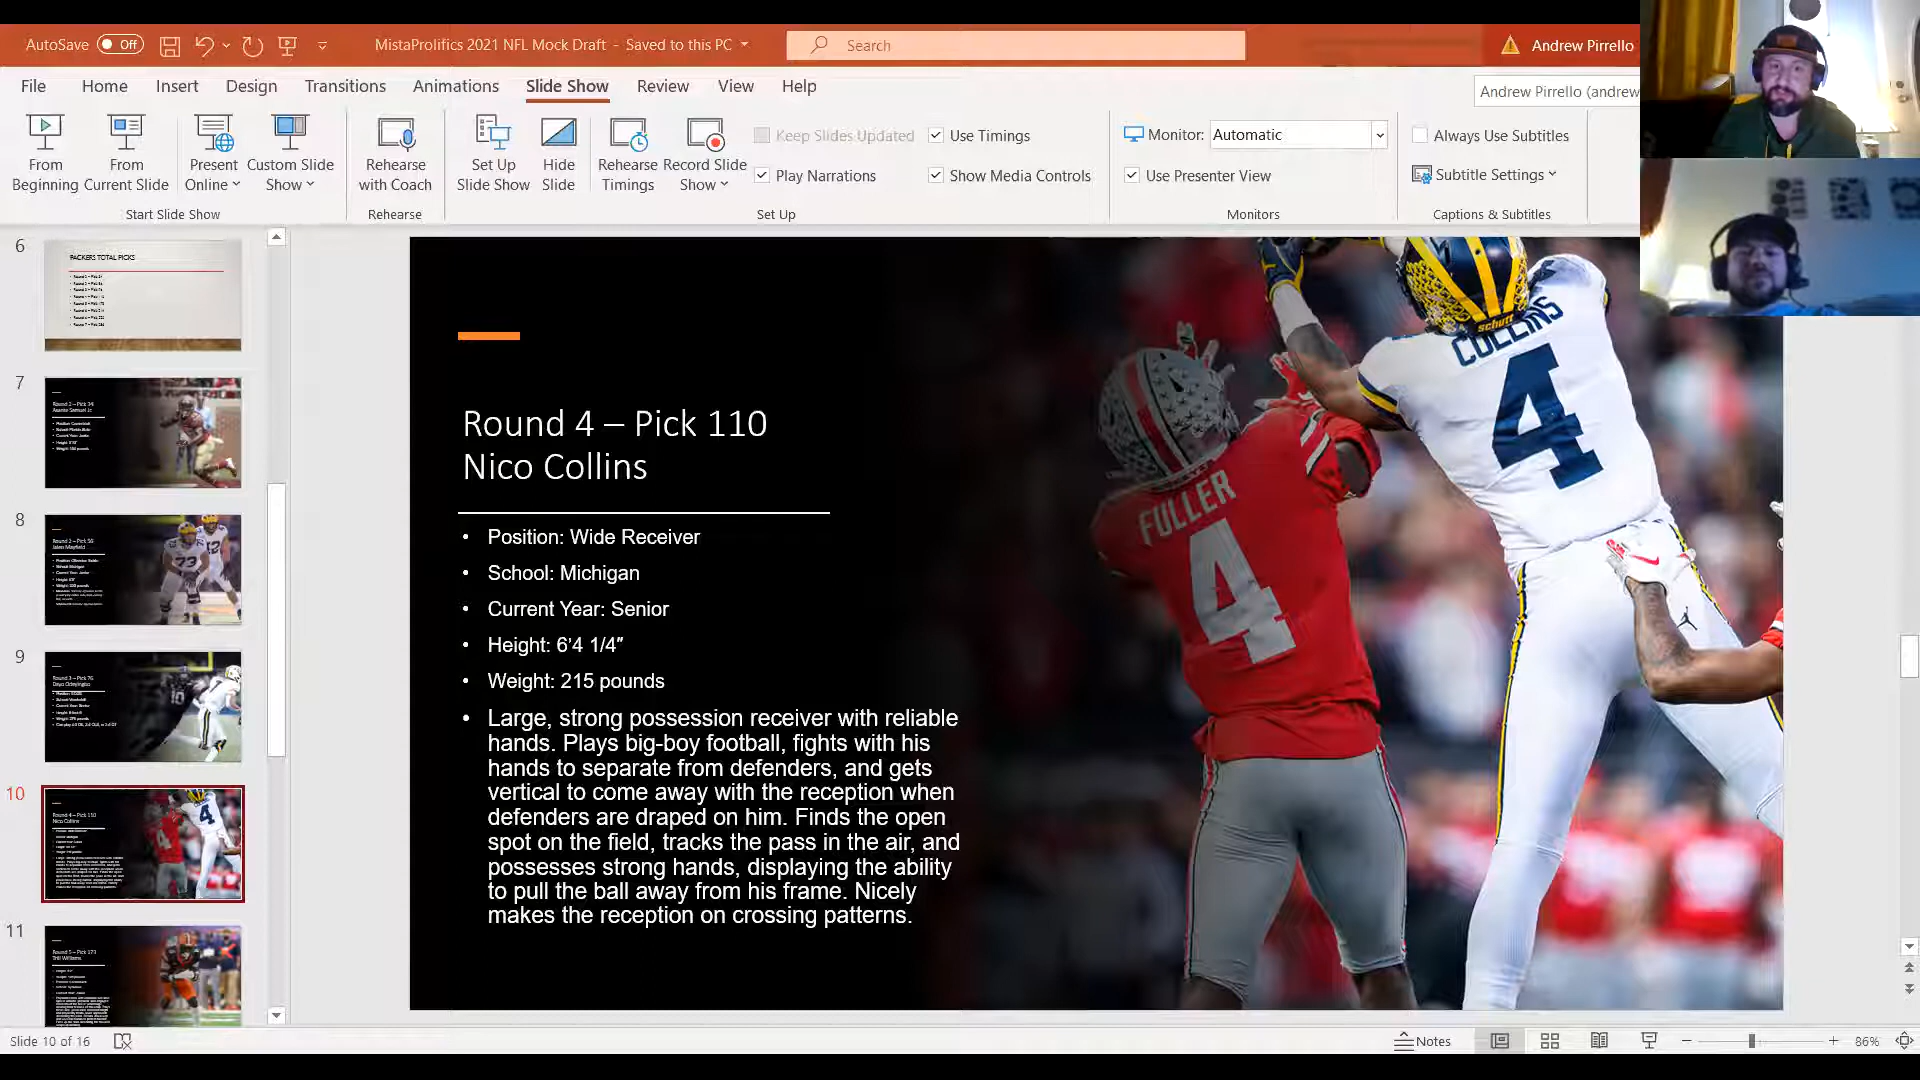 AutoSave Off
MistaProlifics 2021 NFL Mock Draft - Saved to this PC
Search
Andrew Pirrello
File Home Insert Design Transitions Animations Slide Show Review View Help
Andrew Pirrello (andrew
From Beginning
From Current Slide
Present Online
Custom Slide Show
Start Slide Show
Rehearse with Coach
Rehearse
Set Up Slide Show
Hide Slide
Rehearse Timings
Record Slide Show
Keep Slides Updated
Play Narrations
Use Timings
Show Media Controls
Set Up
Monitor: Automatic
Use Presenter View
Monitors
Always Use Subtitles
Subtitle Settings
Captions & Subtitles
6
PACKERS TOTAL PICKS
7
8
9
10
Round 4 – Pick 110
Nico Collins
11
Round 4 – Pick 110
Nico Collins
• Position: Wide Receiver
• School: Michigan
• Current Year: Senior
• Height: 6'4 1/4"
• Weight: 215 pounds
• Large, strong possession receiver with reliable
hands. Plays big-boy football, fights with his
hands to separate from defenders, and gets
vertical to come away with the reception when
defenders are draped on him. Finds the open
spot on the field, tracks the pass in the air, and
possesses strong hands, displaying the ability
to pull the ball away from his frame. Nicely
makes the reception on crossing patterns.
schutt
COLLINS
4
FULLER
4
Slide 10 of 16
Notes
86%